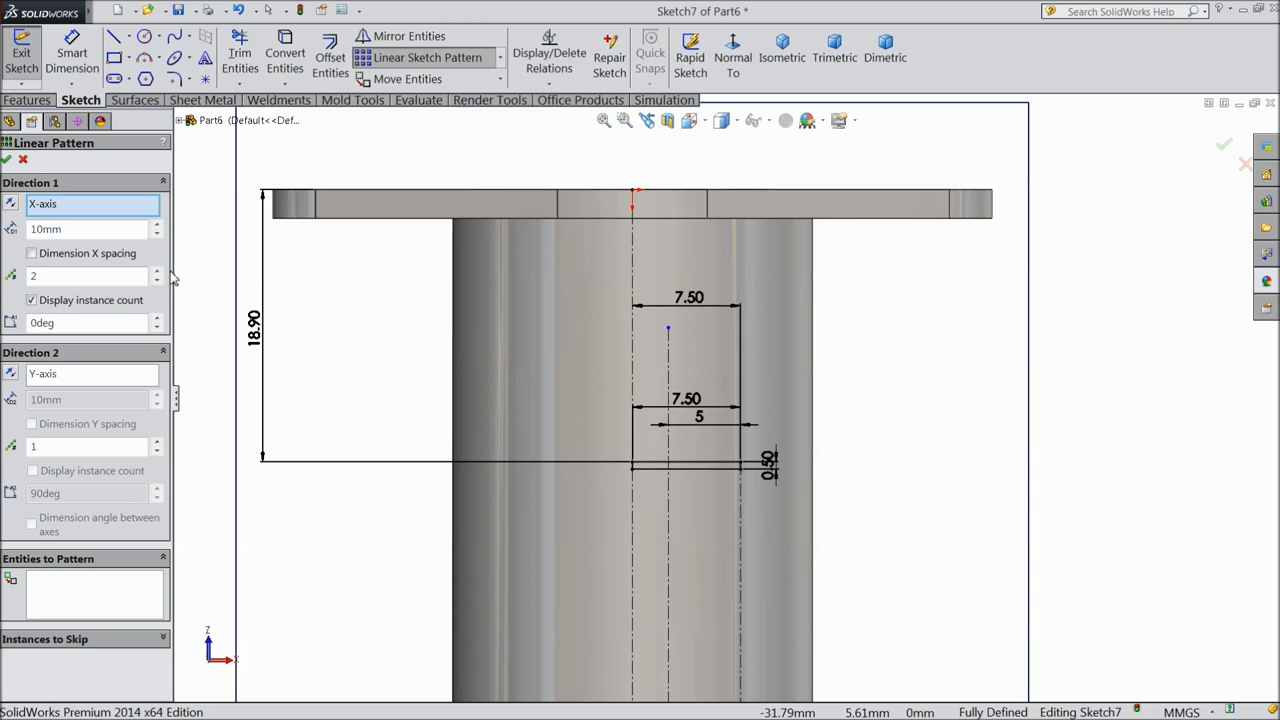 SOLIDWORKS
Sketch7 of Part6 *
Search SolidWorks Help
Exit Sketch
Smart Dimension
Trim Entities
Convert Entities
Offset Entities
Mirror Entities
Linear Sketch Pattern
Move Entities
Display/Delete Relations
Repair Sketch
Quick Snaps
Rapid Sketch
Normal To
Isometric
Trimetric
Dimetric
Features
Sketch
Surfaces
Sheet Metal
Weldments
Mold Tools
Evaluate
Render Tools
Office Products
Simulation
Part6 (Default<<Def...
Linear Pattern
?
Direction 1
X-axis
10mm
Dimension X spacing
2
Display instance count
0deg
Direction 2
Y-axis
10mm
Dimension Y spacing
1
Display instance count
90deg
Dimension angle between
axes
Entities to Pattern
Instances to Skip
18.90
7.50
7.50
5
0.50
Z
X
SolidWorks Premium 2014 x64 Edition
-31.79mm
5.61mm
0mm
Fully Defined
Editing Sketch7
MMGS